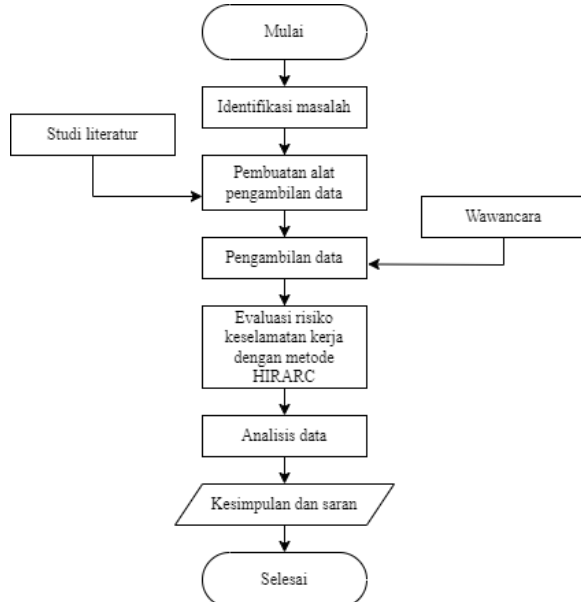 Mulai
Identifikasi masalah
Studi literatur
Pembuatan alat
pengambilan data
Wawancara
Pengambilan data
Evaluasi risiko
keselamatan kerja
dengan metode
HIRARC
Analisis data
Kesimpulan dan saran
Selesai